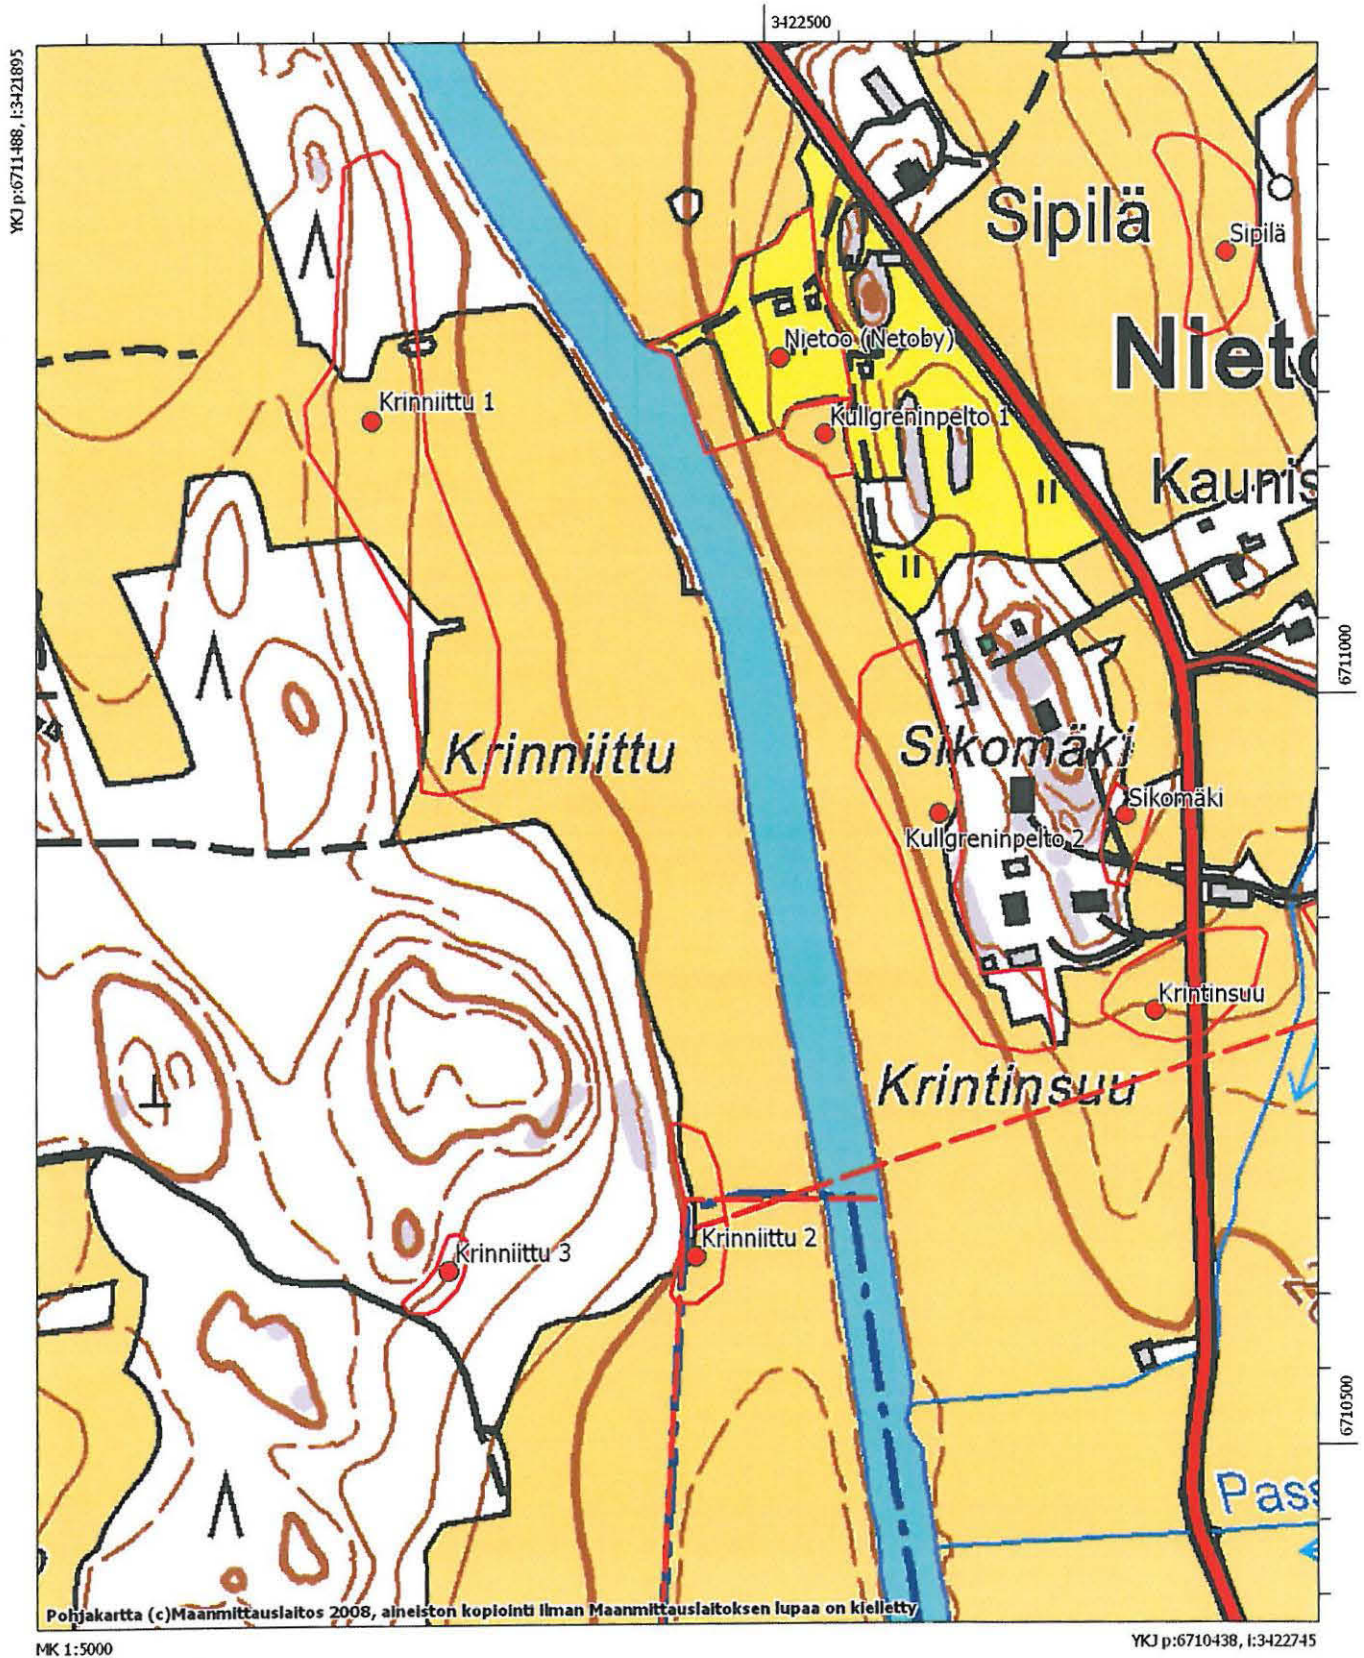 3422500
YKJ p:6711488, I:3421895
Sipilä
Sipilä
Nietoo (Netoby)
Krinniittu 1
Kullgreninpelto 1
Kaunis
6711000
Krinniittu
Sikomäki
Sikomäki
Kullgreninpelto 2
Krintinsuu
Krintinsuu
Krinniittu 2
Krinniittu 3
6710500
Pass
Pohjakartta (c)Maanmittauslaitos 2008, aineiston kopiointi ilman Maanmittauslaitoksen lupaa on kielletty
MK 1:5000
YKJ p:6710438, I:3422745